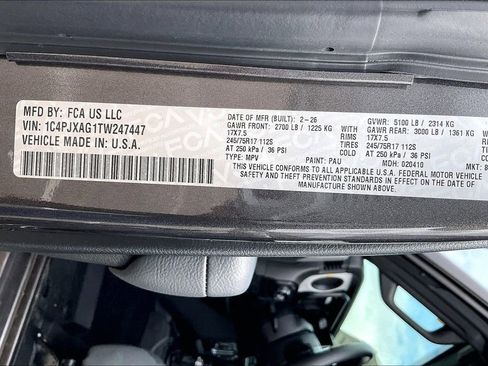 MFD BY: FCA US LLC
VIN: 1C4PJXAG1TW247447
VEHICLE MADE IN: U.S.A.
DATE OF MFR (BUILT): 2-26
GAWR FRONT: 2700 LB / 1225 KG
WITH RIMS
17X7.5
TIRES
245/75R17 112S
AT 250 kPa / 36 PSI
TYPE: MPV
PAINT: PAU
GVWR: 5100 LB / 2314 KG
GAWR REAR: 3000 LB / 1361 KG
WITH RIMS
17X7.5
TIRES
245/75R17 112S
AT 250 kPa / 36 PSI
MDH: 020410
MKT:
THIS VEHICLE CONFORMS TO ALL APPLICABLE U.S.A. FEDERAL MOTOR VEHICLE
SAFETY AND THEFT PREVENTION STANDARDS IN EFFECT ON THE DATE OF
MANUFACTURE SHOWN ABOVE.